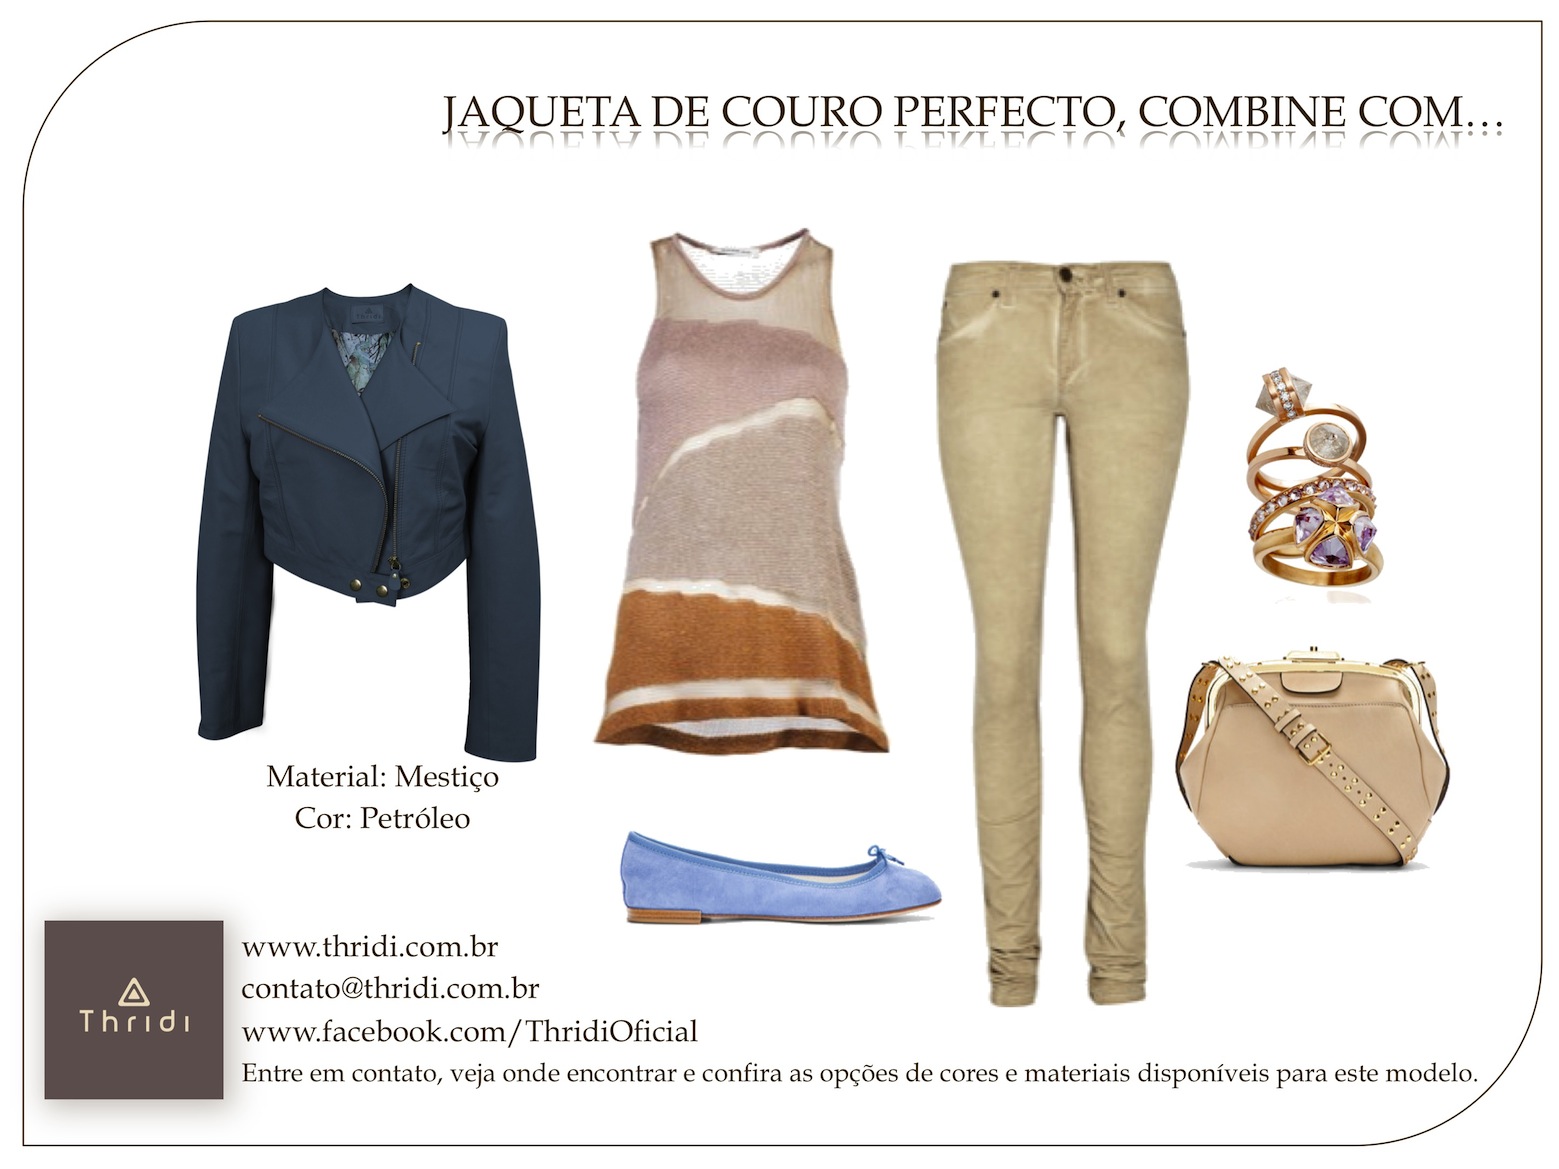 JAQUETA DE COURO PERFECTO, COMBINE COM...
Material: Mestiço
Cor: Petróleo
Thridi
www.thridi.com.br
contato@thridi.com.br
www.facebook.com/ThridiOficial
Entre em contato, veja onde encontrar e confira as opções de cores e materiais disponíveis para este modelo.